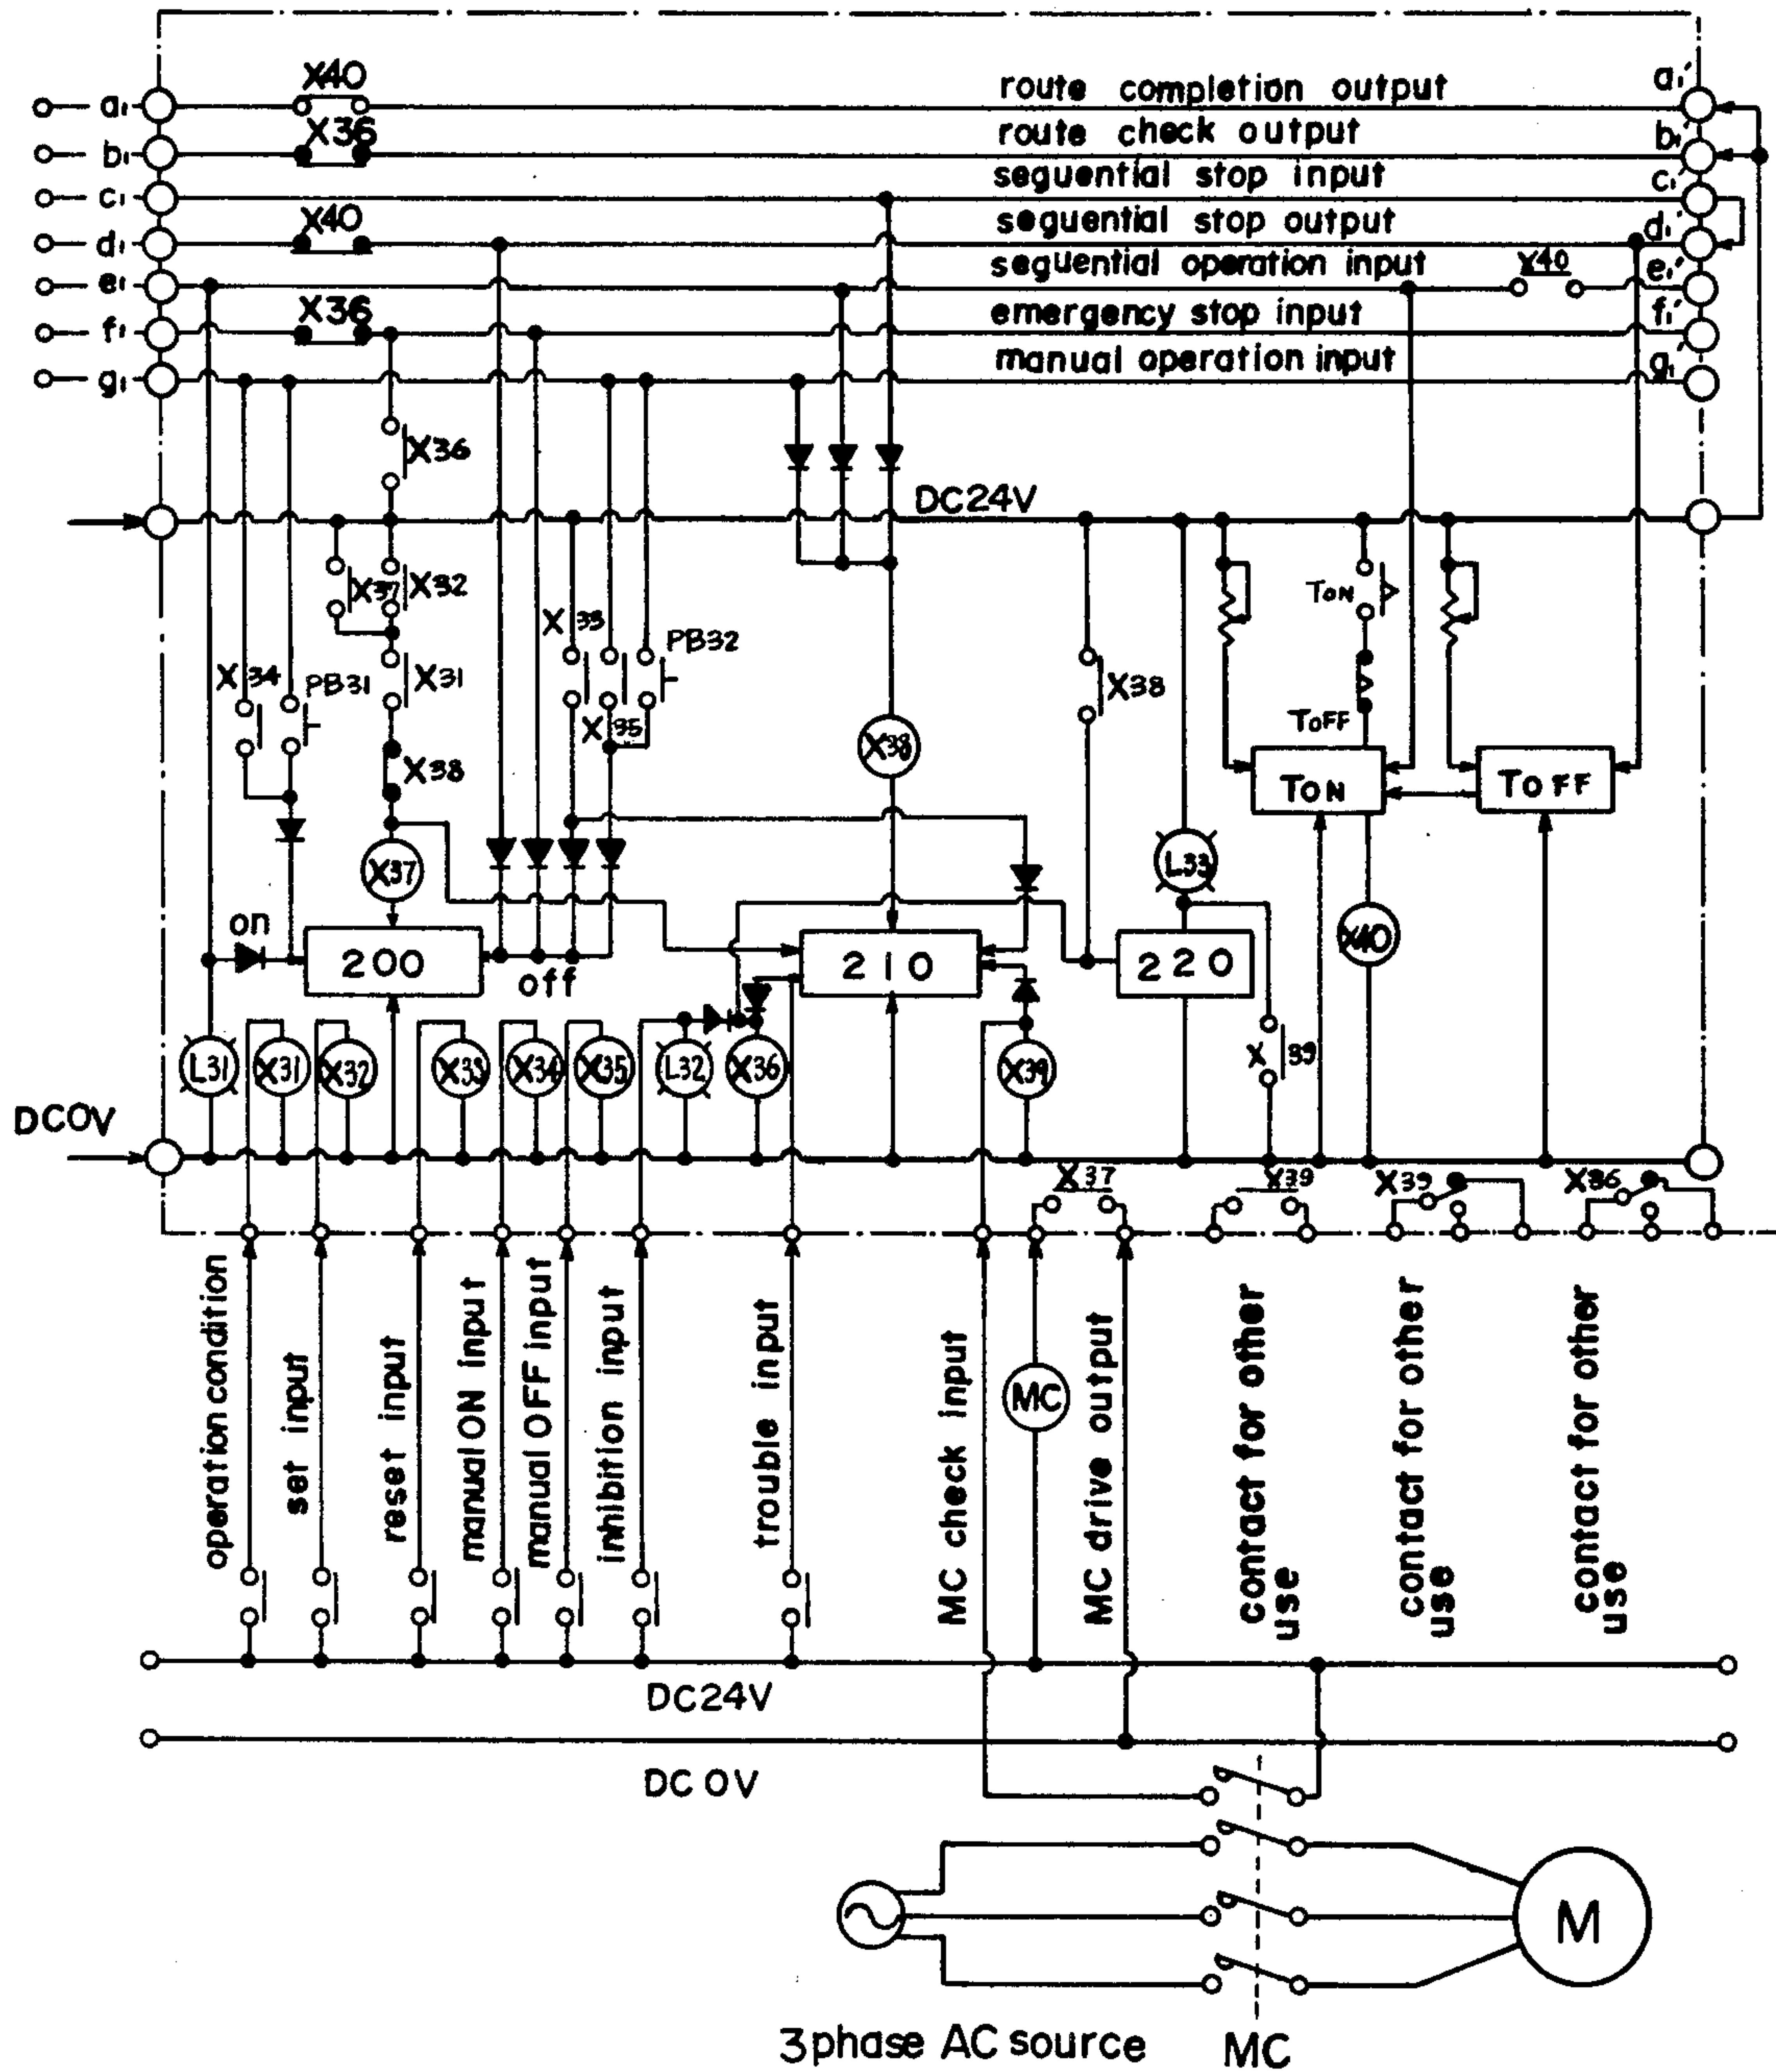 X40
route completion output
a₁
a₁′
X36
route check output
b₁
b₁′
seguential stop input
c₁
c₁′
X40
seguential stop output
d₁
d₁′
seguential operation input
X40
e₁
e₁′
X36
emergency stop input
f₁
f₁′
manual operation input
g₁
g₁′
X36
DC24V
X37
X32
TON
X33
PB32
X34
PB31
X31
X38
X35
TOFF
X38
X38
TON
TOFF
X37
L33
on
200
off
210
220
X40
L31
X31
X32
X33
X34
X35
L32
X36
X39
X39
DC0V
X37
X39
X39
X36
operation condition
set input
reset input
manual ON input
manual OFF input
inhibition input
trouble input
MC check input
MC
MC drive output
contact for other
use
contact for other
use
contact for other
use
DC24V
DC 0V
M
3phase AC source
MC